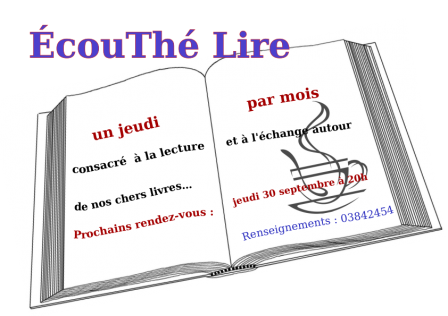 ÉcouThé Lire
un jeudi
consacré à la lecture
de nos chers livres...
Prochains rendez-vous :
par mois
et à l'échange autour
jeudi 30 septembre à 20h
Renseignements : 03842454